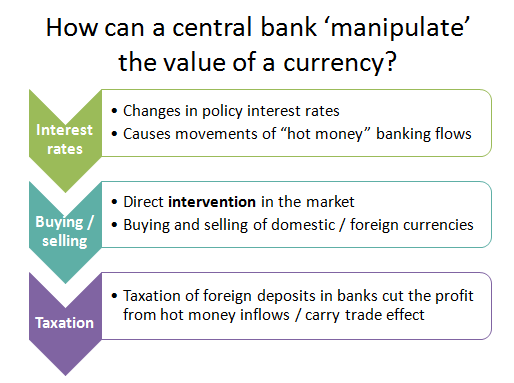 How can a central bank ‘manipulate’
the value of a currency?
Interest
rates
• Changes in policy interest rates
• Causes movements of “hot money” banking flows
Buying /
selling
• Direct intervention in the market
• Buying and selling of domestic / foreign currencies
Taxation
• Taxation of foreign deposits in banks cut the profit
from hot money inflows / carry trade effect